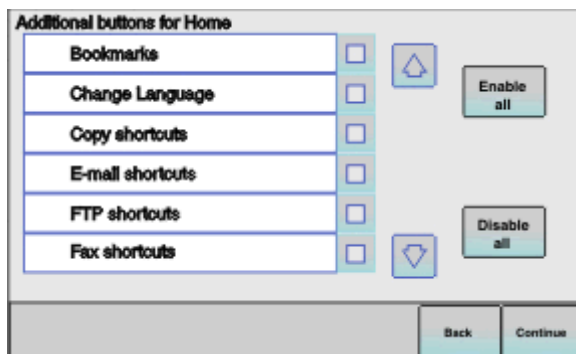 Additional buttons for Home
Bookmarks
Change Language
Copy shortcuts
E-mail shortcuts
FTP shortcuts
Fax shortcuts
Enable
all
Disable
all
Back
Continue